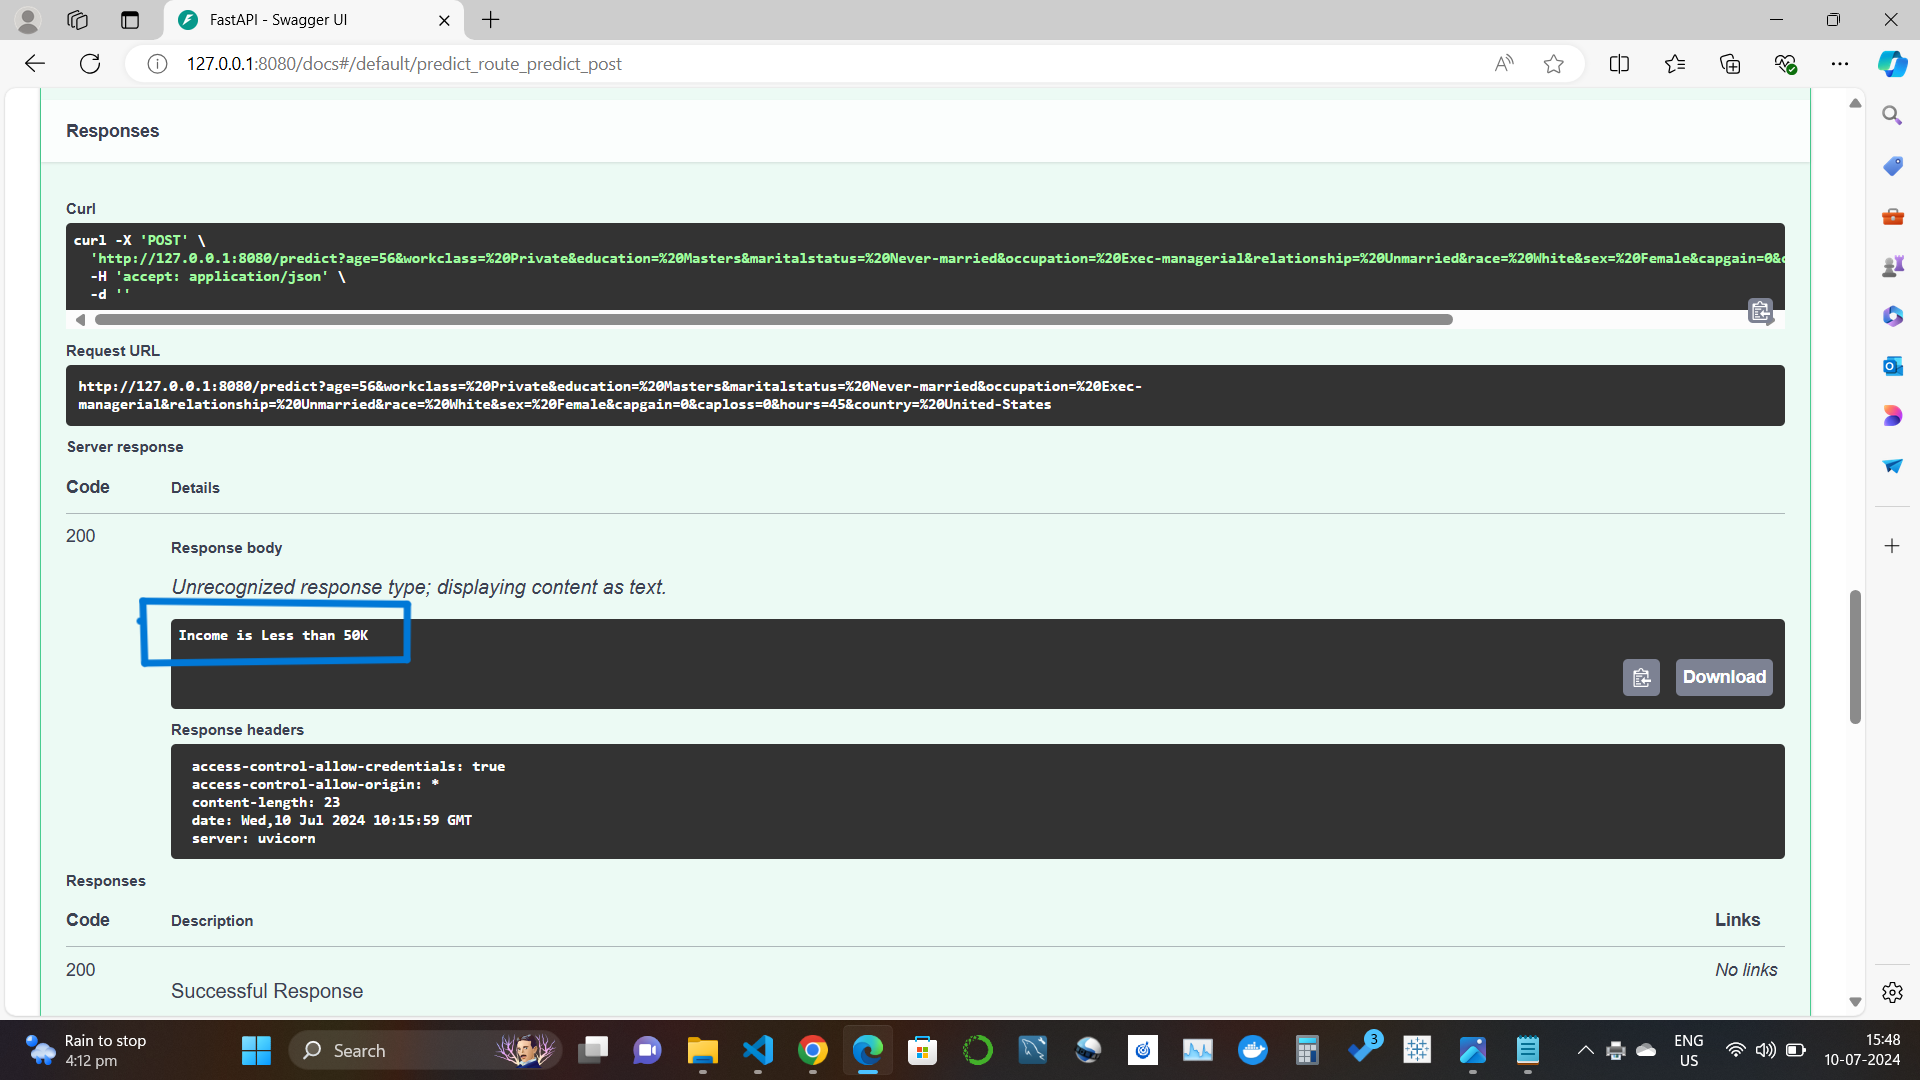 FastAPI - Swagger UI
127.0.0.1:8080/docs#/default/predict_route_predict_post
Responses
Curl
curl -X 'POST' \
'http://127.0.0.1:8080/predict?age=56&workclass=%20Private&education=%20Masters&maritalstatus=%20Never-married&occupation=%20Exec-managerial&relationship=%20Unmarried&race=%20White&sex=%20Female&capgain=0&c
-H 'accept: application/json' \
-d ''
Request URL
http://127.0.0.1:8080/predict?age=56&workclass=%20Private&education=%20Masters&maritalstatus=%20Never-married&occupation=%20Exec-
managerial&relationship=%20Unmarried&race=%20White&sex=%20Female&capgain=0&caploss=0&hours=45&country=%20United-States
Server response
Code Details
200
Response body
Unrecognized response type; displaying content as text.
Income is Less than 50K
Download
Response headers
access-control-allow-credentials: true
access-control-allow-origin: *
content-length: 23
date: Wed,10 Jul 2024 10:15:59 GMT
server: uvicorn
Responses
Code Description Links
200 No links
Successful Response
Rain to stop
4:12 pm
Search
3
ENG
US
15:48
10-07-2024